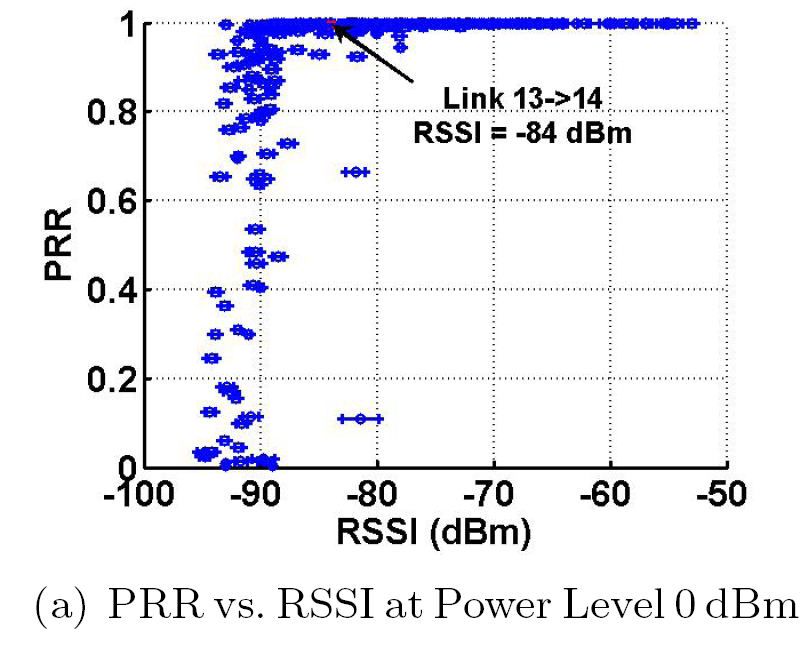 1
0.8
0.6
0.4
0.2
0
PRR
Link 13->14
RSSI = -84 dBm
-100 -90 -80 -70 -60 -50
RSSI (dBm)
(a) PRR vs. RSSI at Power Level 0 dBm